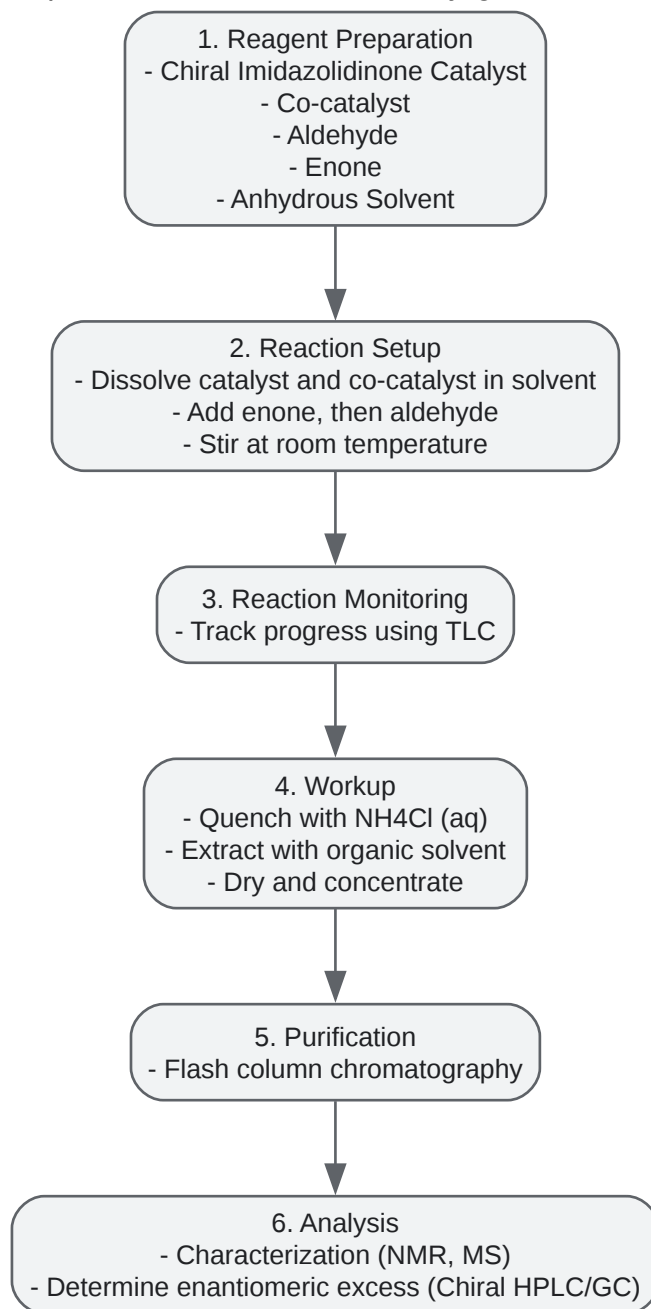 1. Reagent Preparation
- Chiral Imidazolidinone Catalyst
- Co-catalyst
- Aldehyde
- Enone
- Anhydrous Solvent
2. Reaction Setup
- Dissolve catalyst and co-catalyst in solvent
- Add enone, then aldehyde
- Stir at room temperature
3. Reaction Monitoring
- Track progress using TLC
4. Workup
- Quench with NH4Cl (aq)
- Extract with organic solvent
- Dry and concentrate
5. Purification
- Flash column chromatography
6. Analysis
- Characterization (NMR, MS)
- Determine enantiomeric excess (Chiral HPLC/GC)